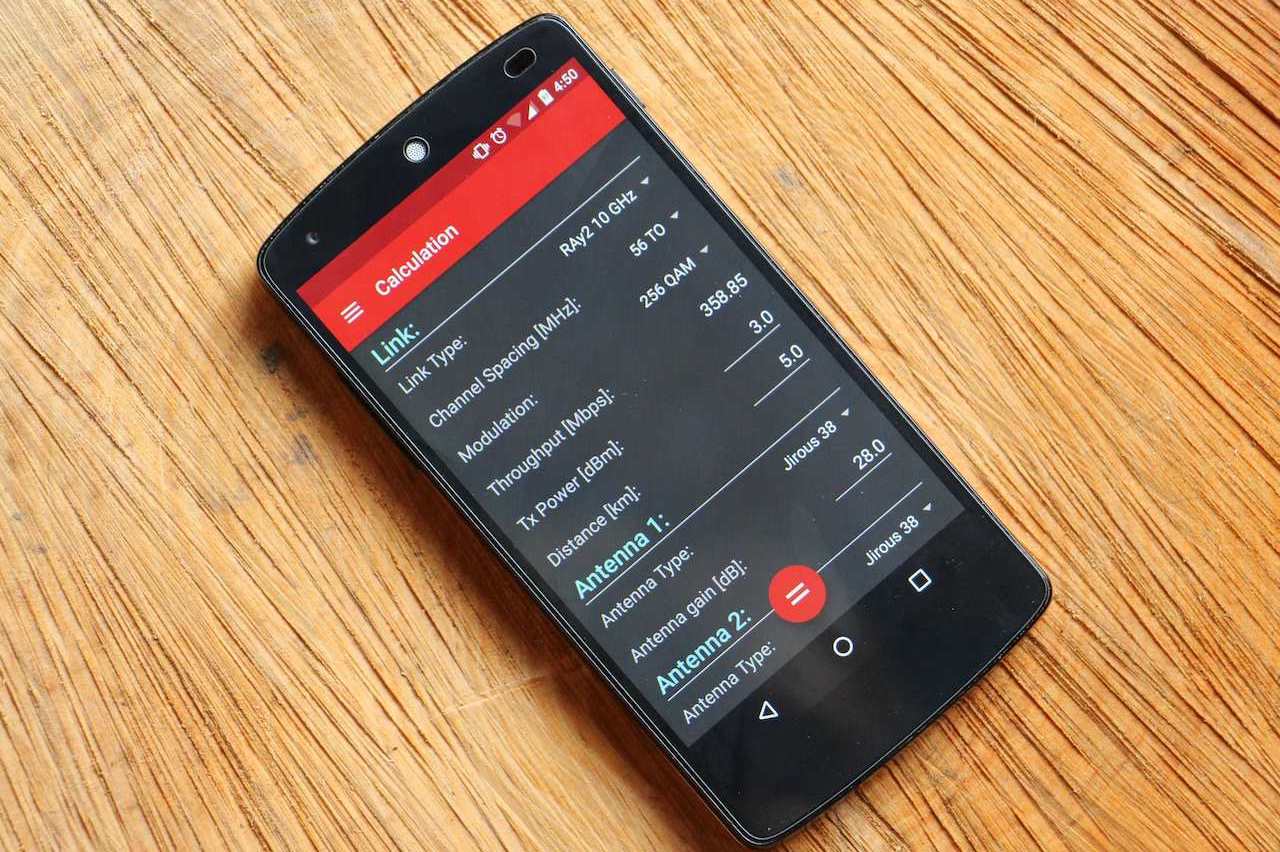 4:50
Calculation
Link:
Link Type: RAy2 10 GHz
Channel Spacing [MHz]: 56 TO
Modulation: 256 QAM
Throughput [Mbps]: 358.85
Tx Power [dBm]: 3.0
Distance [km]: 5.0
Antenna 1:
Antenna Type: Jirous 38
Antenna gain [dB]: 28.0
Antenna 2:
Antenna Type: Jirous 38